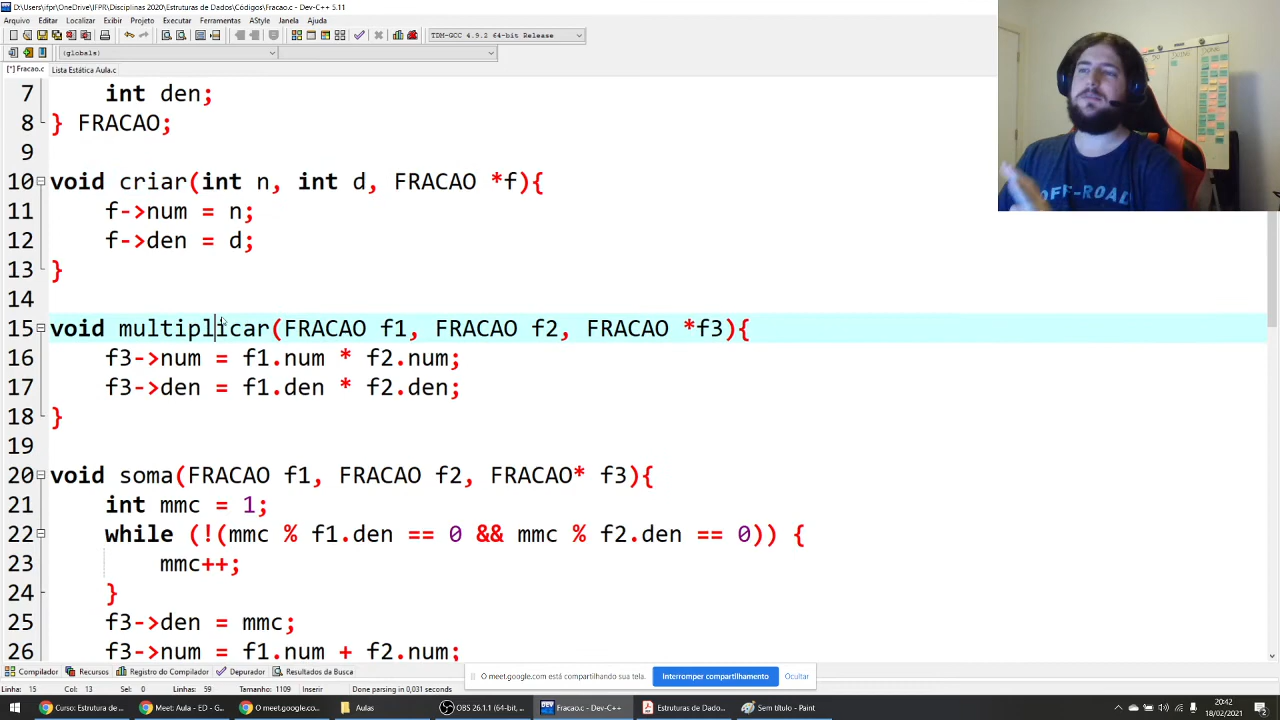 D:\Users\ifpr\OneDrive\IFPR\Disciplinas 2020\Estruturas de Dados\Códigos\Fracao.c - Dev-C++ 5.11
Arquivo Editar Localizar Exibir Projeto Executar Ferramentas AStyle Janela Ajuda
TDM-GCC 4.9.2 64-bit Release
(globals)
[*] Fracao.c Lista Estática Aula.c
7 int den;
8 } FRACAO;
9
10 void criar(int n, int d, FRACAO *f){
11 f->num = n;
12 f->den = d;
13 }
14
15 void multiplicar(FRACAO f1, FRACAO f2, FRACAO *f3){
16 f3->num = f1.num * f2.num;
17 f3->den = f1.den * f2.den;
18 }
19
20 void soma(FRACAO f1, FRACAO f2, FRACAO* f3){
21 int mmc = 1;
22 while (!(mmc % f1.den == 0 && mmc % f2.den == 0)) {
23 mmc++;
24 }
25 f3->den = mmc;
26 f3->num = f1.num + f2.num;
OFF-ROAD
Compilador Recursos Registro do Compilador Depurador Resultados da Busca
O meet.google.com está compartilhando sua tela. Interromper compartilhamento Ocultar
Linha: 15 Col: 13 Sel: 0 Linhas: 59 Tamanho: 1109 Inserir Done parsing in 0,031 seconds
Curso: Estrutura de ... Meet: Aula - ED - G... O meet.google.co... Aulas OBS 26.1.1 (64-bit ... Fracao.c - Dev-C++ Estruturas de Dado... Sem título - Paint
20:42
18/02/2021